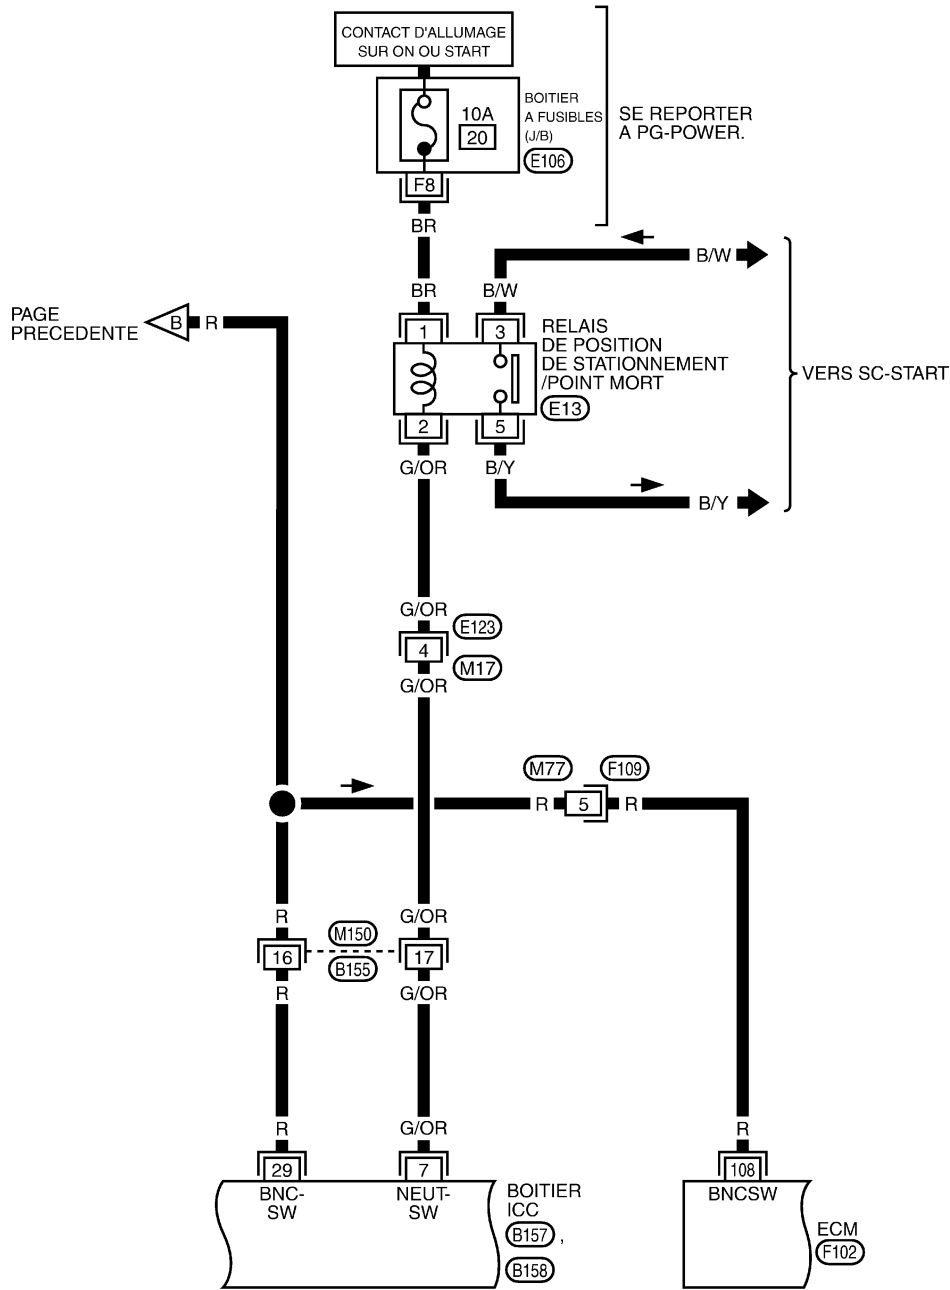 CONTACT D'ALLUMAGE
SUR ON OU START
10A
20
BOITIER
A FUSIBLES
(J/B)
E106
SE REPORTER
A PG-POWER.
F8
BR
BR
B/W
B/W
PAGE
PRECEDENTE
B
R
1
3
RELAIS
DE POSITION
DE STATIONNEMENT
/POINT MORT
E13
VERS SC-START
2
5
G/OR
B/Y
B/Y
G/OR
E123
4
M17
G/OR
M77
F109
R
5
R
R
G/OR
M150
16
17
B155
R
G/OR
R
G/OR
R
29
7
108
BNC-
SW
NEUT-
SW
BOITIER
ICC
B157 ,
B158
BNCSW
ECM
F102